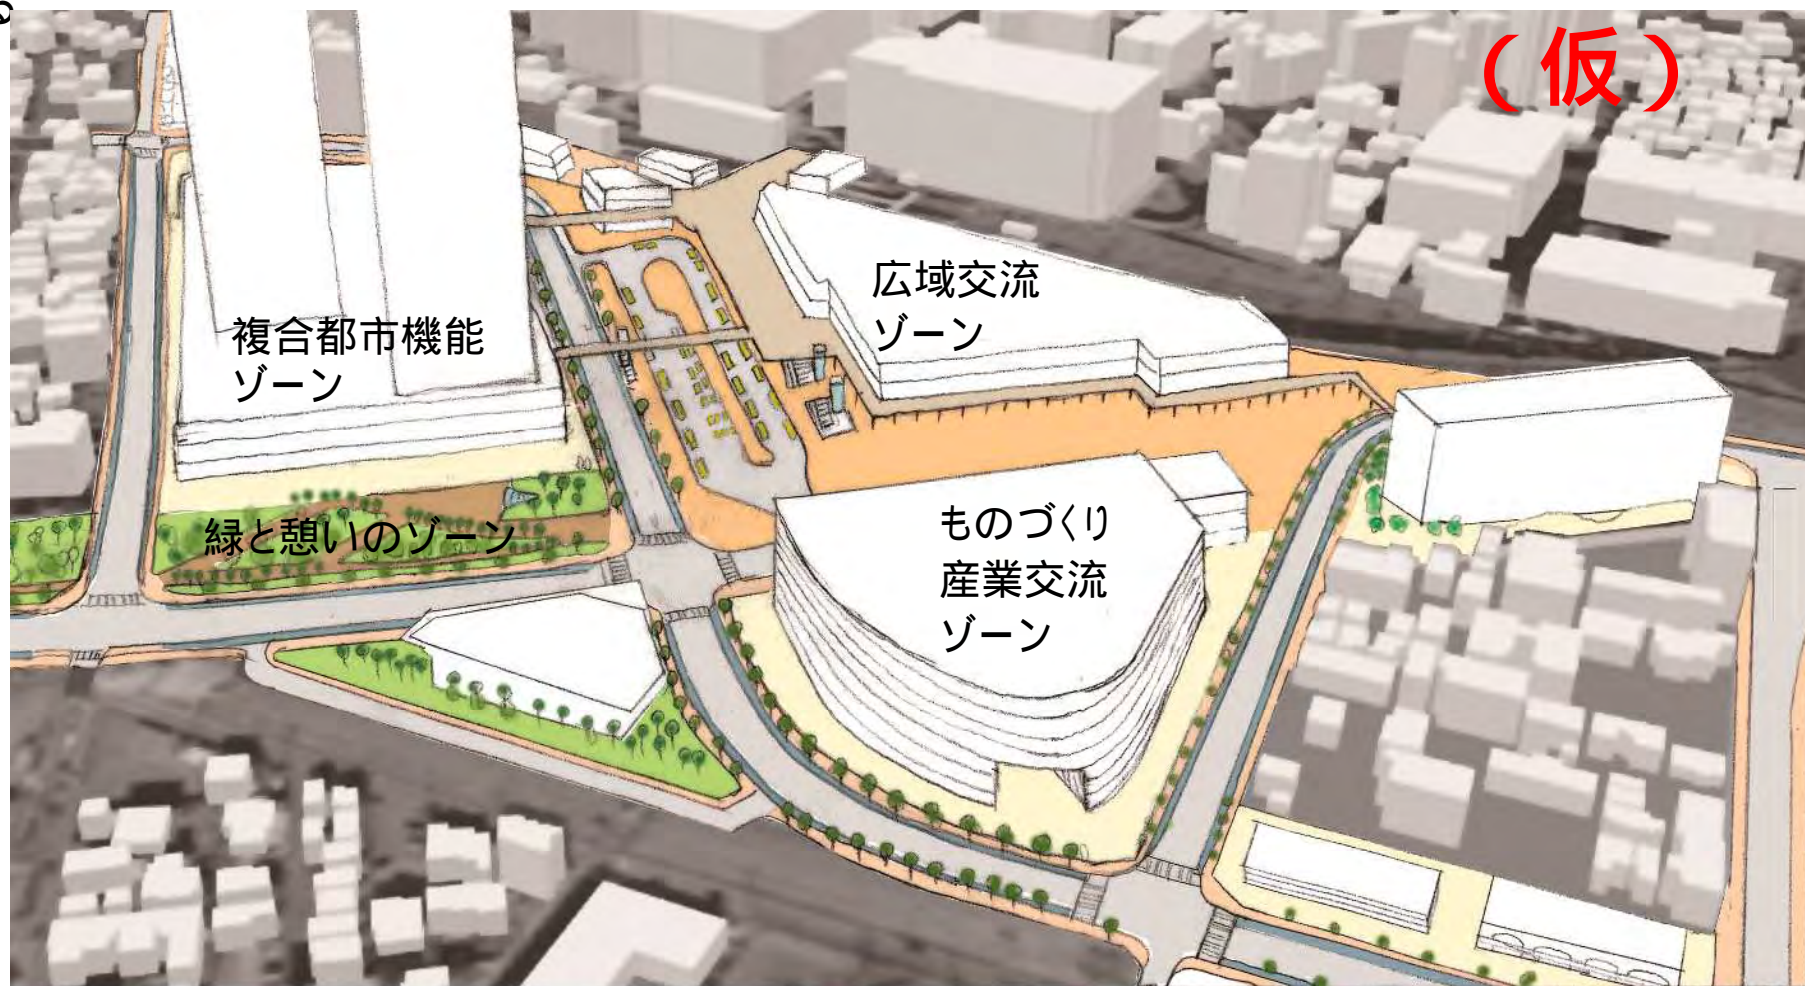 (仮)
広域交流
ゾーン
複合都市機能
ゾーン
緑と憩いのゾーン
ものづくり
産業交流
ゾーン